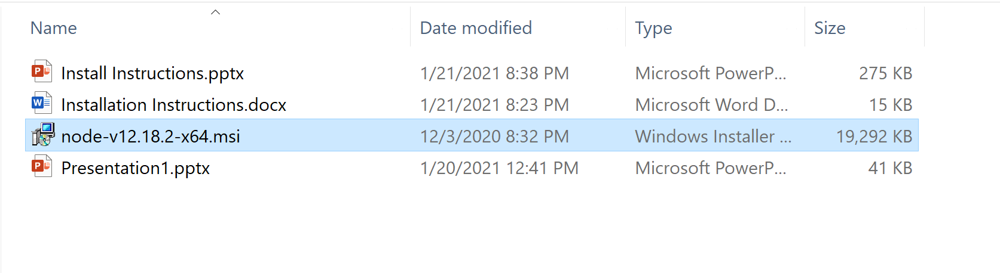 Name Date modified Type Size
Install Instructions.pptx 1/21/2021 8:38 PM Microsoft PowerP... 275 KB
Installation Instructions.docx 1/21/2021 8:23 PM Microsoft Word D... 15 KB
node-v12.18.2-x64.msi 12/3/2020 8:32 PM Windows Installer ... 19,292 KB
Presentation1.pptx 1/20/2021 12:41 PM Microsoft PowerP... 41 KB